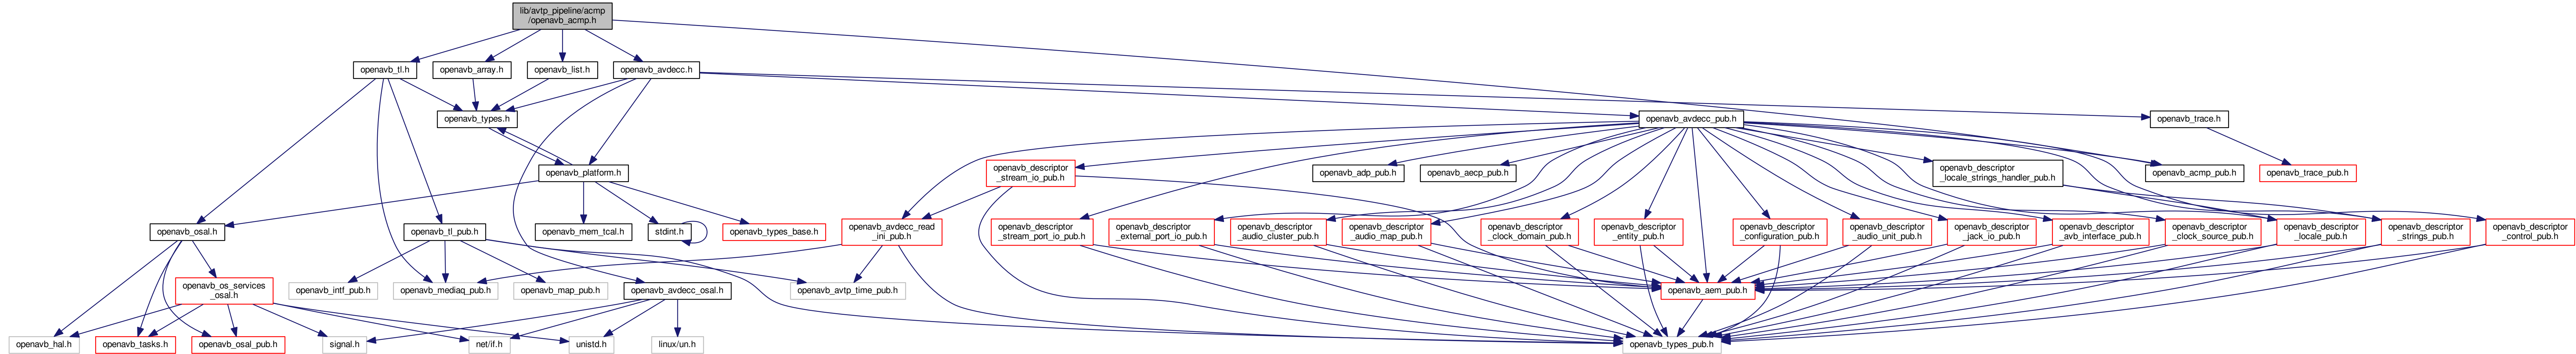 lib/avtp_pipeline/acmp
/openavb_acmp.h
openavb_tl.h
openavb_array.h
openavb_list.h
openavb_avdecc.h
openavb_types.h
openavb_avdecc_pub.h
openavb_trace.h
openavb_platform.h
openavb_descriptor
_stream_io_pub.h
openavb_adp_pub.h
openavb_aecp_pub.h
openavb_descriptor
_locale_strings_handler_pub.h
openavb_acmp_pub.h
openavb_trace_pub.h
openavb_osal.h
openavb_tl_pub.h
openavb_mem_tcal.h
stdint.h
openavb_types_base.h
openavb_avdecc_read
_ini_pub.h
openavb_descriptor
_stream_port_io_pub.h
openavb_descriptor
_external_port_io_pub.h
openavb_descriptor
_audio_cluster_pub.h
openavb_descriptor
_audio_map_pub.h
openavb_descriptor
_clock_domain_pub.h
openavb_descriptor
_entity_pub.h
openavb_descriptor
_configuration_pub.h
openavb_descriptor
_audio_unit_pub.h
openavb_descriptor
_jack_io_pub.h
openavb_descriptor
_avb_interface_pub.h
openavb_descriptor
_clock_source_pub.h
openavb_descriptor
_locale_pub.h
openavb_descriptor
_strings_pub.h
openavb_descriptor
_control_pub.h
openavb_os_services
_osal.h
openavb_intf_pub.h
openavb_mediaq_pub.h
openavb_map_pub.h
openavb_avdecc_osal.h
openavb_avtp_time_pub.h
openavb_aem_pub.h
openavb_hal.h
openavb_tasks.h
openavb_osal_pub.h
signal.h
net/if.h
unistd.h
linux/un.h
openavb_types_pub.h